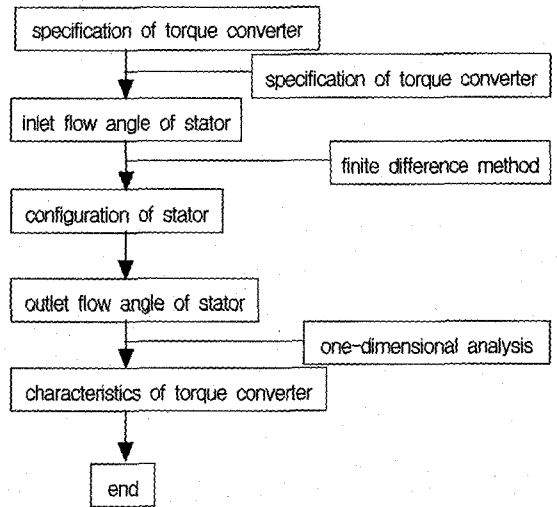 specification of torque converter
specification of torque converter
inlet flow angle of stator
finite difference method
configuration of stator
outlet flow angle of stator
one-dimensional analysis
characteristics of torque converter
end